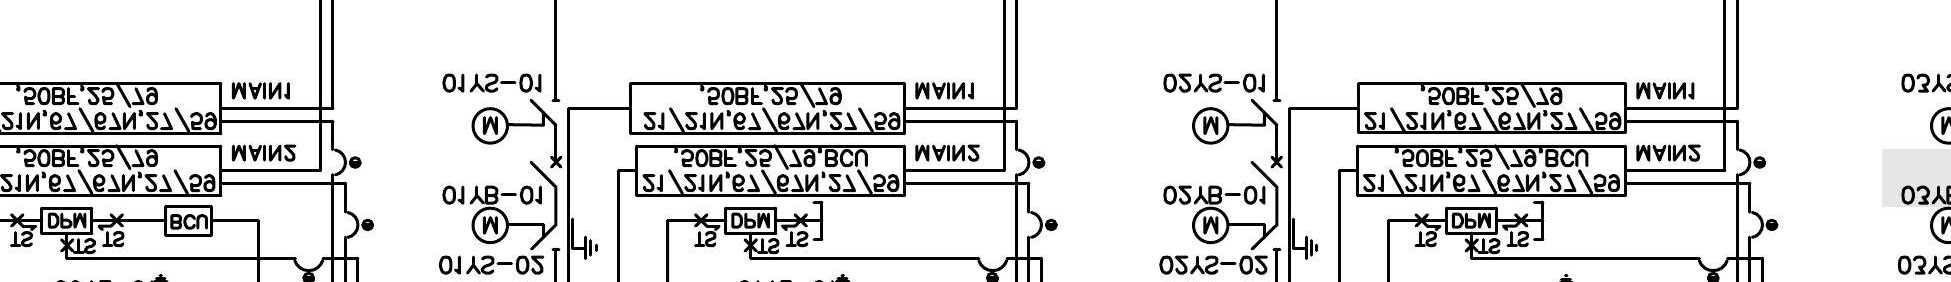 TS
TS
TS
DPM
BCU
21N,67/67N,27/59
,50BF,25/79
MAIN2
21N,67/67N,27/59
,50BF,25/79
MAIN1
01YS-02
M
01YB-01
M
01YS-01
TS
TS
TS
DPM
21/21N,67/67N,27/59
,50BF,25/79,BCU
MAIN2
21/21N,67/67N,27/59
,50BF,25/79
MAIN1
02YS-02
M
02YB-01
M
02YS-01
TS
TS
TS
DPM
21/21N,67/67N,27/59
,50BF,25/79,BCU
MAIN2
21/21N,67/67N,27/59
,50BF,25/79
MAIN1
03YS
M
03YB
M
03YS